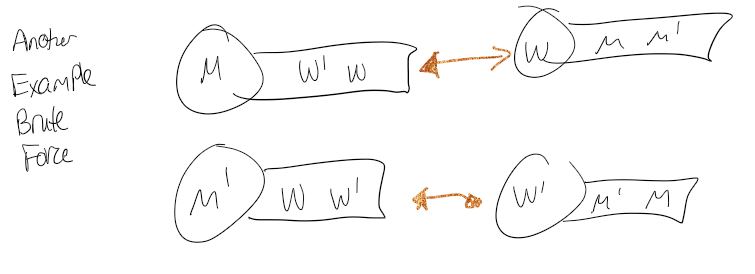 Another
Example
Brute
Force
M W' W
W M M'
M' W W'
W' M' M